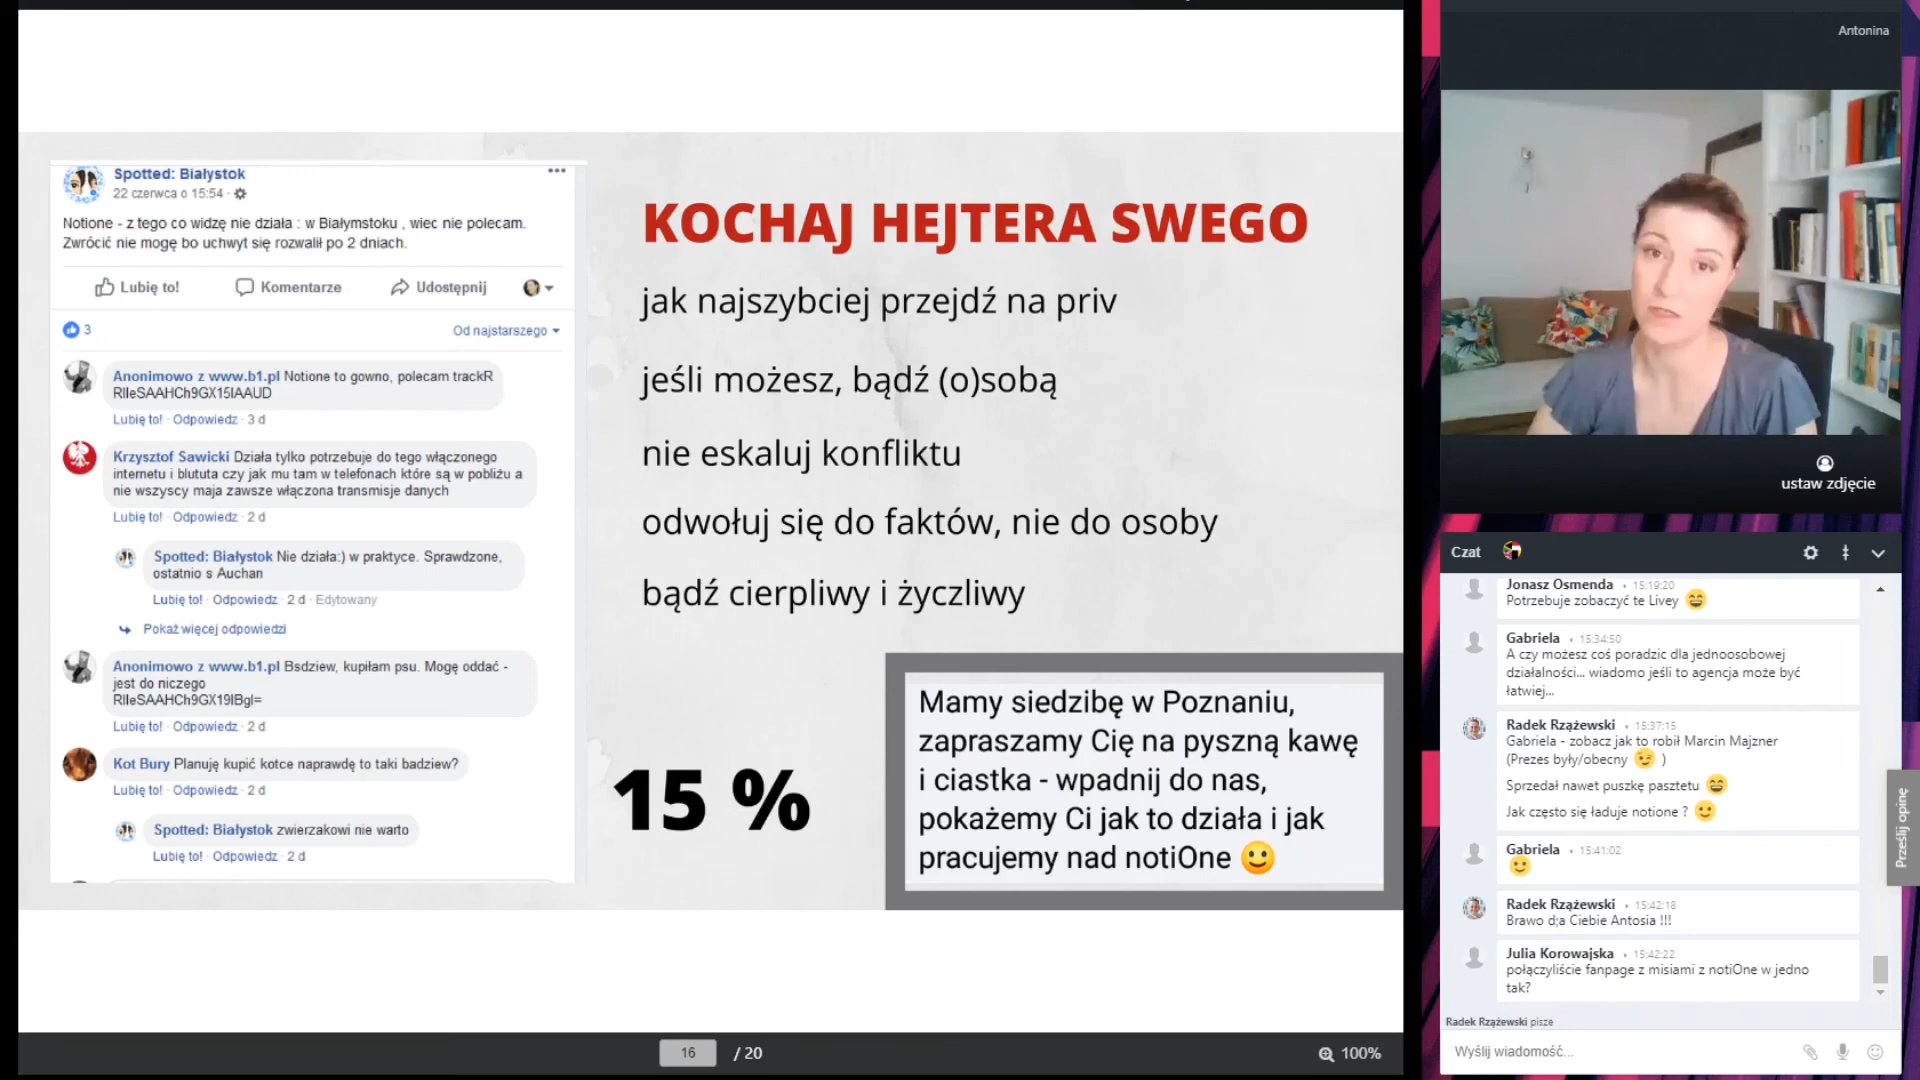 Spotted: Białystok
22 czerwca o 15:54 ·
Notione - z tego co widzę nie działa : w Białymstoku , wiec nie polecam.
Zwrócić nie mogę bo uchwyt się rozwalił po 2 dniach.
Lubię to! Komentarze Udostępnij
3 Od najstarszego
Anonimowo z www.b1.pl Notione to gowno, polecam trackR
RIleSAAHCh9GX15IAAUD
Lubię to! · Odpowiedz · 3 d
Krzysztof Sawicki Działa tylko potrzebuje do tego włączonego
internetu i blututa czy jak mu tam w telefonach które są w pobliżu a
nie wszyscy maja zawsze włączona transmisje danych
Lubię to! · Odpowiedz · 2 d
Spotted: Białystok Nie działa:) w praktyce. Sprawdzone,
ostatnio s Auchan
Lubię to! · Odpowiedz · 2 d · Edytowany
Pokaż więcej odpowiedzi
Anonimowo z www.b1.pl Bsdziew, kupiłam psu. Mogę oddać -
jest do niczego
RIleSAAHCh9GX19IBgI=
Lubię to! · Odpowiedz · 2 d
Kot Bury Planuję kupić kotce naprawdę to taki badziew?
Lubię to! · Odpowiedz · 2 d
Spotted: Białystok zwierzakowi nie warto
Lubię to! · Odpowiedz · 2 d
KOCHAJ HEJTERA SWEGO
jak najszybciej przejdź na priv
jeśli możesz, bądź (o)sobą
nie eskaluj konfliktu
odwołuj się do faktów, nie do osoby
bądź cierpliwy i życzliwy
15 %
Mamy siedzibę w Poznaniu,
zapraszamy Cię na pyszną kawę
i ciastka - wpadnij do nas,
pokażemy Ci jak to działa i jak
pracujemy nad notiOne 🙂
16 / 20
100%
Antonina
ustaw zdjęcie
Czat
Jonasz Osmenda • 15:19:20
Potrzebuje zobaczyć te Livey 😄
Gabriela • 15:34:50
A czy możesz coś poradzic dla jednoosobowej
działalności... wiadomo jeśli to agencja może być
łatwiej...
Radek Rzążewski • 15:37:15
Gabriela - zobacz jak to robił Marcin Majzner
(Prezes były/obecny 😉 )
Sprzedał nawet puszkę pasztetu 😄
Jak często się ładuje notione ? 🙂
Gabriela • 15:41:02
🙂
Radek Rzążewski • 15:42:18
Brawo d;a Ciebie Antosia !!!
Julia Korowajska • 15:42:22
połączyliście fanpage z misiami z notiOne w jedno
tak?
Radek Rzążewski pisze
Wyślij wiadomość...
Prześlij opinę